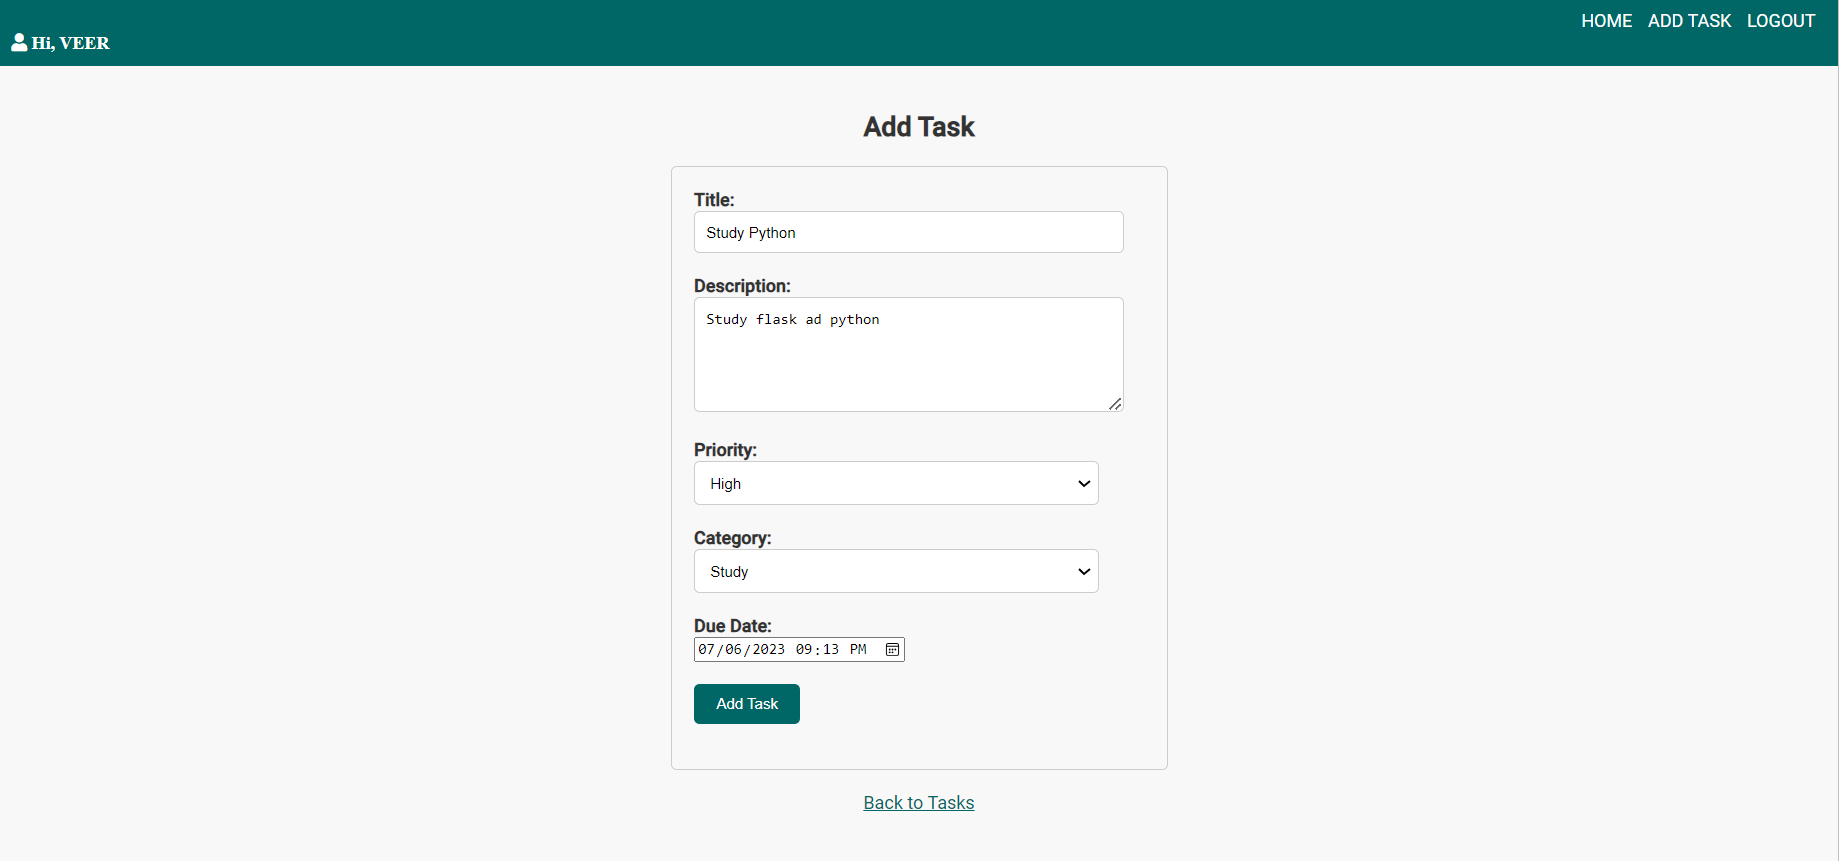 HOME ADD TASK LOGOUT
Hi, VEER
Add Task
Title:
Study Python
Description:
Study flask ad python
Priority:
High
Category:
Study
Due Date:
07/06/2023 09:13 PM
Add Task
Back to Tasks